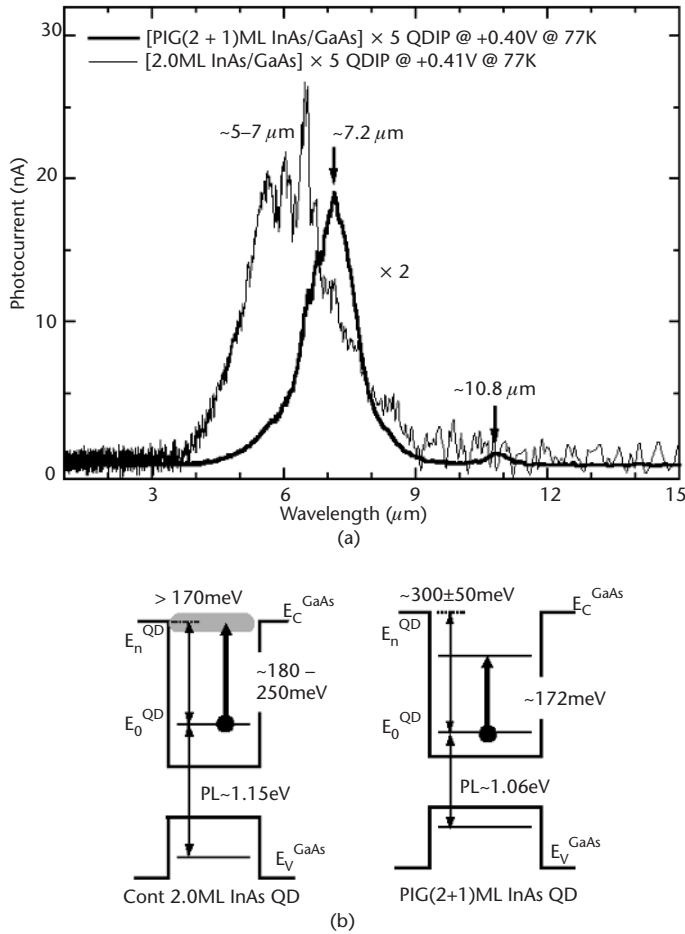 30
[PIG(2 + 1)ML InAs/GaAs] × 5 QDIP @ +0.40V @ 77K
[2.0ML InAs/GaAs] × 5 QDIP @ +0.41V @ 77K
~5–7 μm
~7.2 μm
20
× 2
10
~10.8 μm
0
Photocurrent (nA)
3 6 9 12 15
Wavelength (μm)
(a)
> 170meV
E_C^GaAs
E_n^QD
~180 –
250meV
E_0^QD
PL~1.15eV
E_V^GaAs
Cont 2.0ML InAs QD
~300±50meV
E_C^GaAs
E_n^QD
~172meV
E_0^QD
PL~1.06eV
E_V^GaAs
PIG(2+1)ML InAs QD
(b)